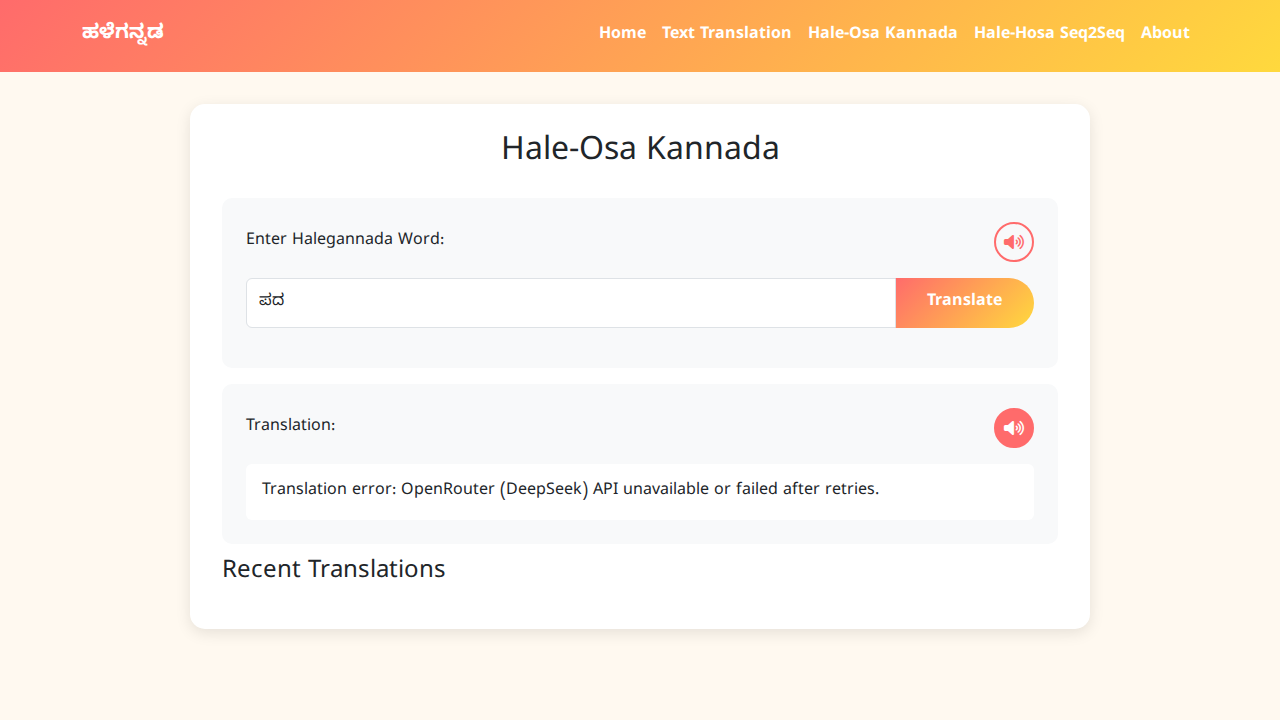 ಹಳೆಗನ್ನಡ
Home Text Translation Hale-Osa Kannada Hale-Hosa Seq2Seq About
Hale-Osa Kannada
Enter Halegannada Word:
ಪದ
Translate
Translation:
Translation error: OpenRouter (DeepSeek) API unavailable or failed after retries.
Recent Translations